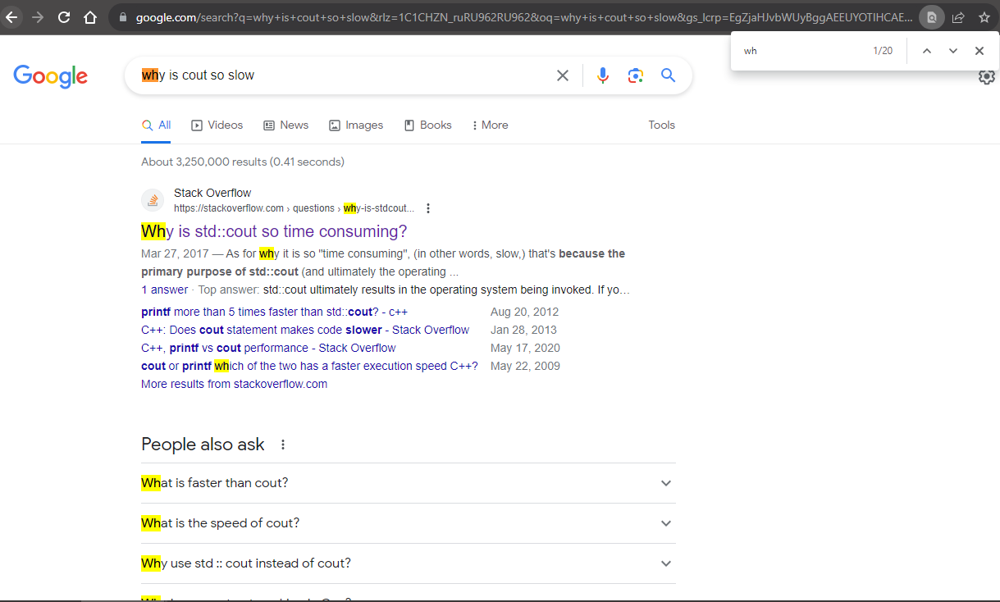 google.com/search?q=why+is+cout+so+slow&rlz=1C1CHZN_ruRU962RU962&oq=why+is+cout+so+slow&gs_lcrp=EgZjaHJvbWUyBggAEEUYOTIHCAE...
wh 1/20
Google
why is cout so slow
All Videos News Images Books More Tools
About 3,250,000 results (0.41 seconds)
Stack Overflow
https://stackoverflow.com › questions › why-is-stdcout...
Why is std::cout so time consuming?
Mar 27, 2017 — As for why it is so "time consuming", (in other words, slow,) that's because the
primary purpose of std::cout (and ultimately the operating ...
1 answer · Top answer: std::cout ultimately results in the operating system being invoked. If yo…
printf more than 5 times faster than std::cout? - c++ Aug 20, 2012
C++: Does cout statement makes code slower - Stack Overflow Jan 28, 2013
C++, printf vs cout performance - Stack Overflow May 17, 2020
cout or printf which of the two has a faster execution speed C++? May 22, 2009
More results from stackoverflow.com
People also ask
What is faster than cout?
What is the speed of cout?
Why use std :: cout instead of cout?